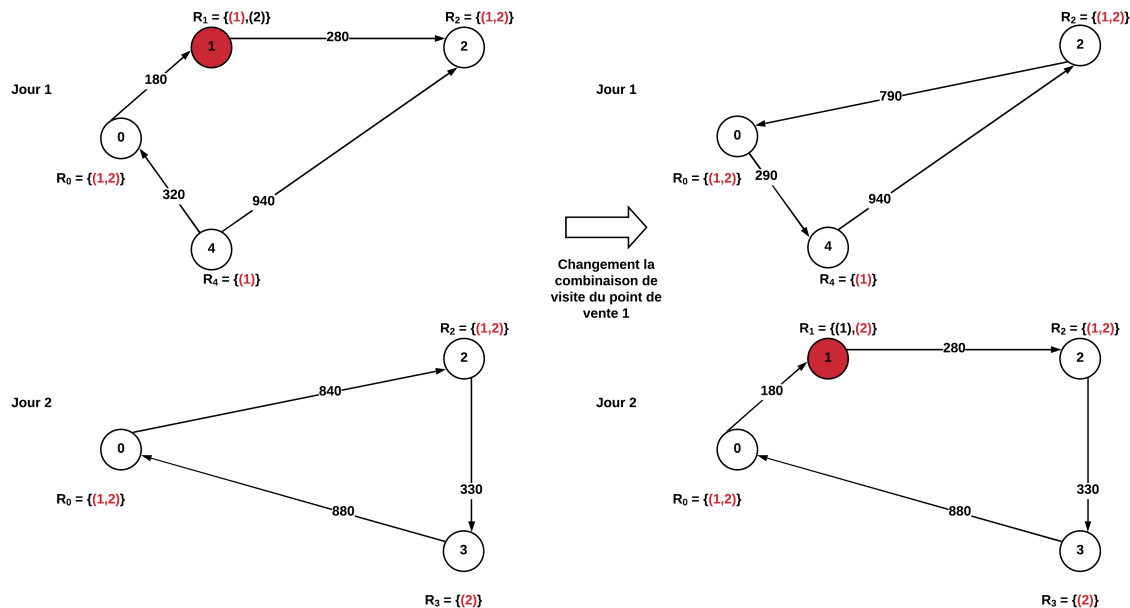 R₁ = {(1),(2)}
R₂ = {(1,2)}
1
280
2
180
Jour 1
0
R₀ = {(1,2)}
320
940
4
R₄ = {(1)}
R₂ = {(1,2)}
2
Jour 1
790
0
R₀ = {(1,2)}
290
940
4
R₄ = {(1)}
Changement la
combinaison de
visite du point de
vente 1
R₂ = {(1,2)}
2
840
Jour 2
0
R₀ = {(1,2)}
330
880
3
R₃ = {(2)}
R₁ = {(1),(2)}
R₂ = {(1,2)}
1
280
2
180
Jour 2
0
R₀ = {(1,2)}
330
880
3
R₃ = {(2)}